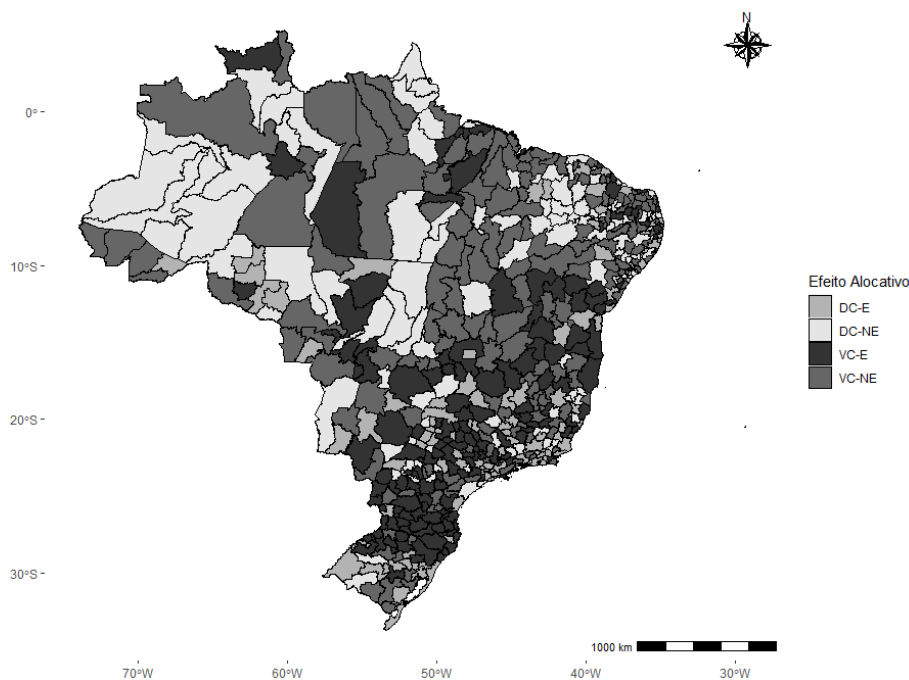 N
0°
10°S
20°S
30°S
Efeito Alocativo
DC-E
DC-NE
VC-E
VC-NE
1000 km
70°W
60°W
50°W
40°W
30°W